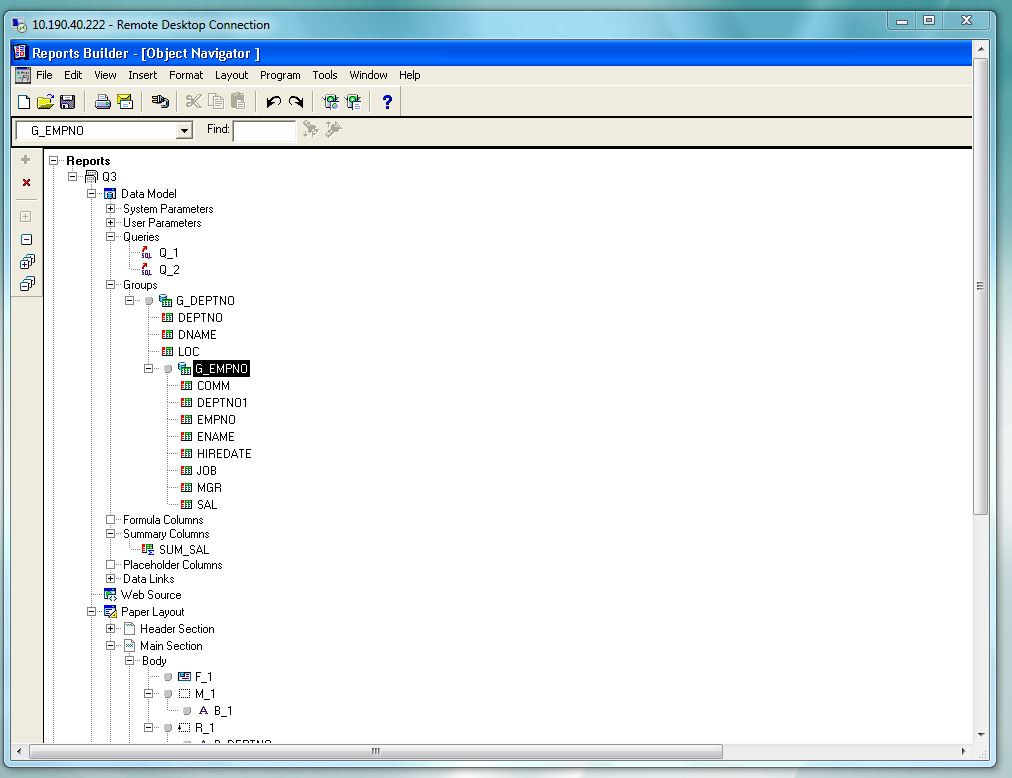 10.190.40.222 - Remote Desktop Connection
Reports Builder - [Object Navigator ]
File Edit View Insert Format Layout Program Tools Window Help
G_EMPNO Find:
Reports
Q3
Data Model
System Parameters
User Parameters
Queries
SQL Q_1
SQL Q_2
Groups
G_DEPTNO
DEPTNO
DNAME
LOC
G_EMPNO
COMM
DEPTNO1
EMPNO
ENAME
HIREDATE
JOB
MGR
SAL
Formula Columns
Summary Columns
SUM_SAL
Placeholder Columns
Data Links
Web Source
Paper Layout
Header Section
Main Section
Body
F_1
M_1
A B_1
R_1
A B_DEPTNO